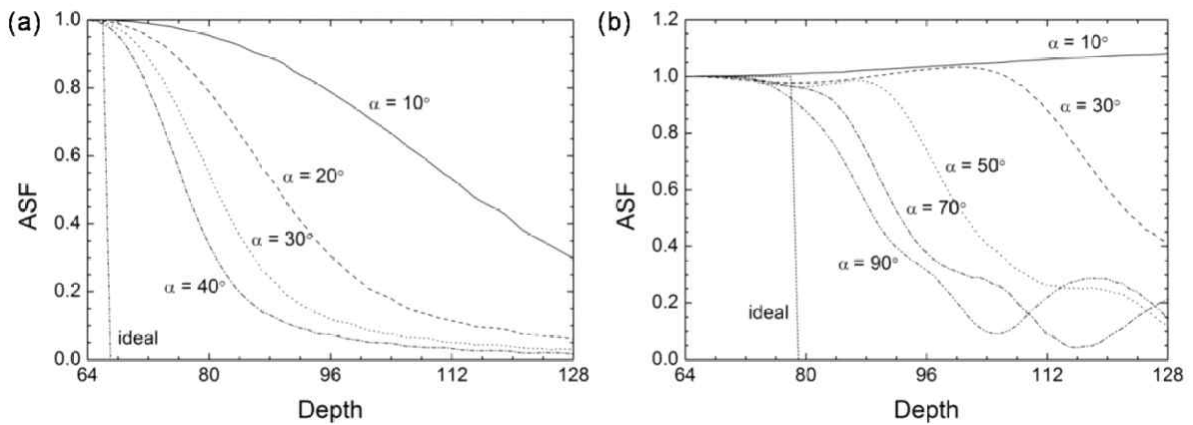 (a)
1.0
0.8
0.6
0.4
0.2
0.0
ASF
α = 10°
α = 20°
α = 30°
α = 40°
ideal
64 80 96 112 128
Depth
(b)
1.2
1.0
0.8
0.6
0.4
0.2
0.0
ASF
α = 10°
α = 30°
α = 50°
α = 70°
α = 90°
ideal
64 80 96 112 128
Depth